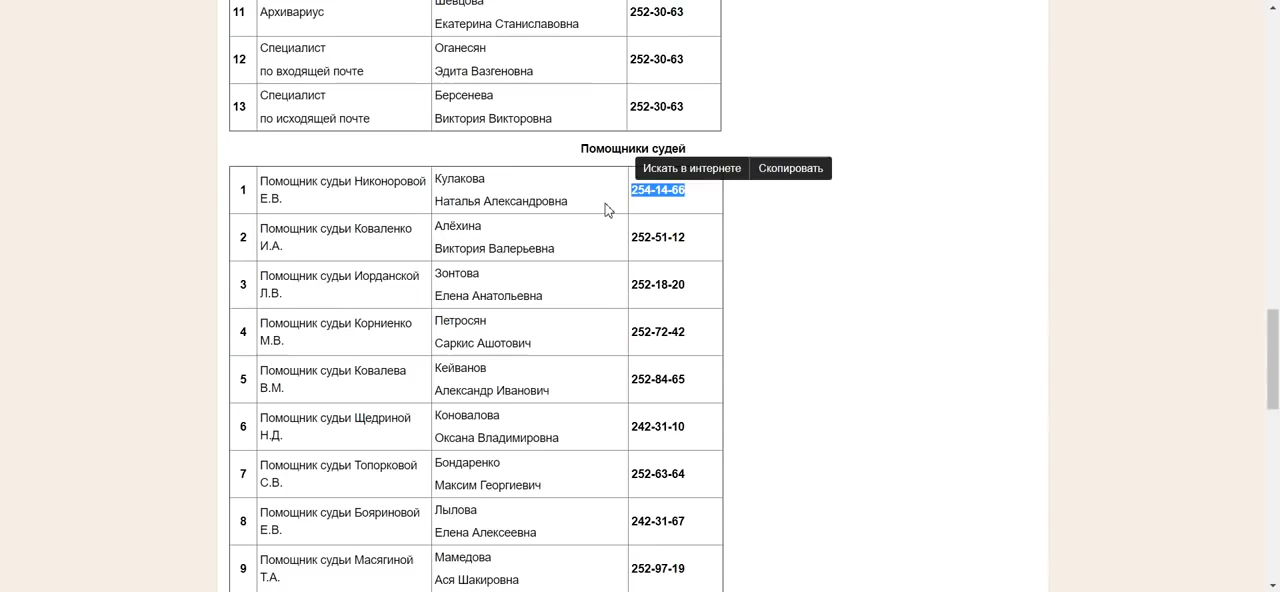 Шевцова
11 Архивариус 252-30-63
Екатерина Станиславовна
Специалист Оганесян
12 252-30-63
по входящей почте Эдита Вазгеновна
Специалист Берсенева
13 252-30-63
по исходящей почте Виктория Викторовна
Помощники судей
Искать в интернете Скопировать
Помощник судьи Никоноровой Кулакова
1 254-14-66
Е.В. Наталья Александровна
Помощник судьи Коваленко Алёхина
2 252-51-12
И.А. Виктория Валерьевна
Помощник судьи Иорданской Зонтова
3 252-18-20
Л.В. Елена Анатольевна
Помощник судьи Корниенко Петросян
4 252-72-42
М.В. Саркис Ашотович
Помощник судьи Ковалева Кейванов
5 252-84-65
В.М. Александр Иванович
Помощник судьи Щедриной Коновалова
6 242-31-10
Н.Д. Оксана Владимировна
Помощник судьи Топорковой Бондаренко
7 252-63-64
С.В. Максим Георгиевич
Помощник судьи Бояриновой Лылова
8 242-31-67
Е.В. Елена Алексеевна
Помощник судьи Масягиной Мамедова
9 252-97-19
Т.А. Ася Шакировна